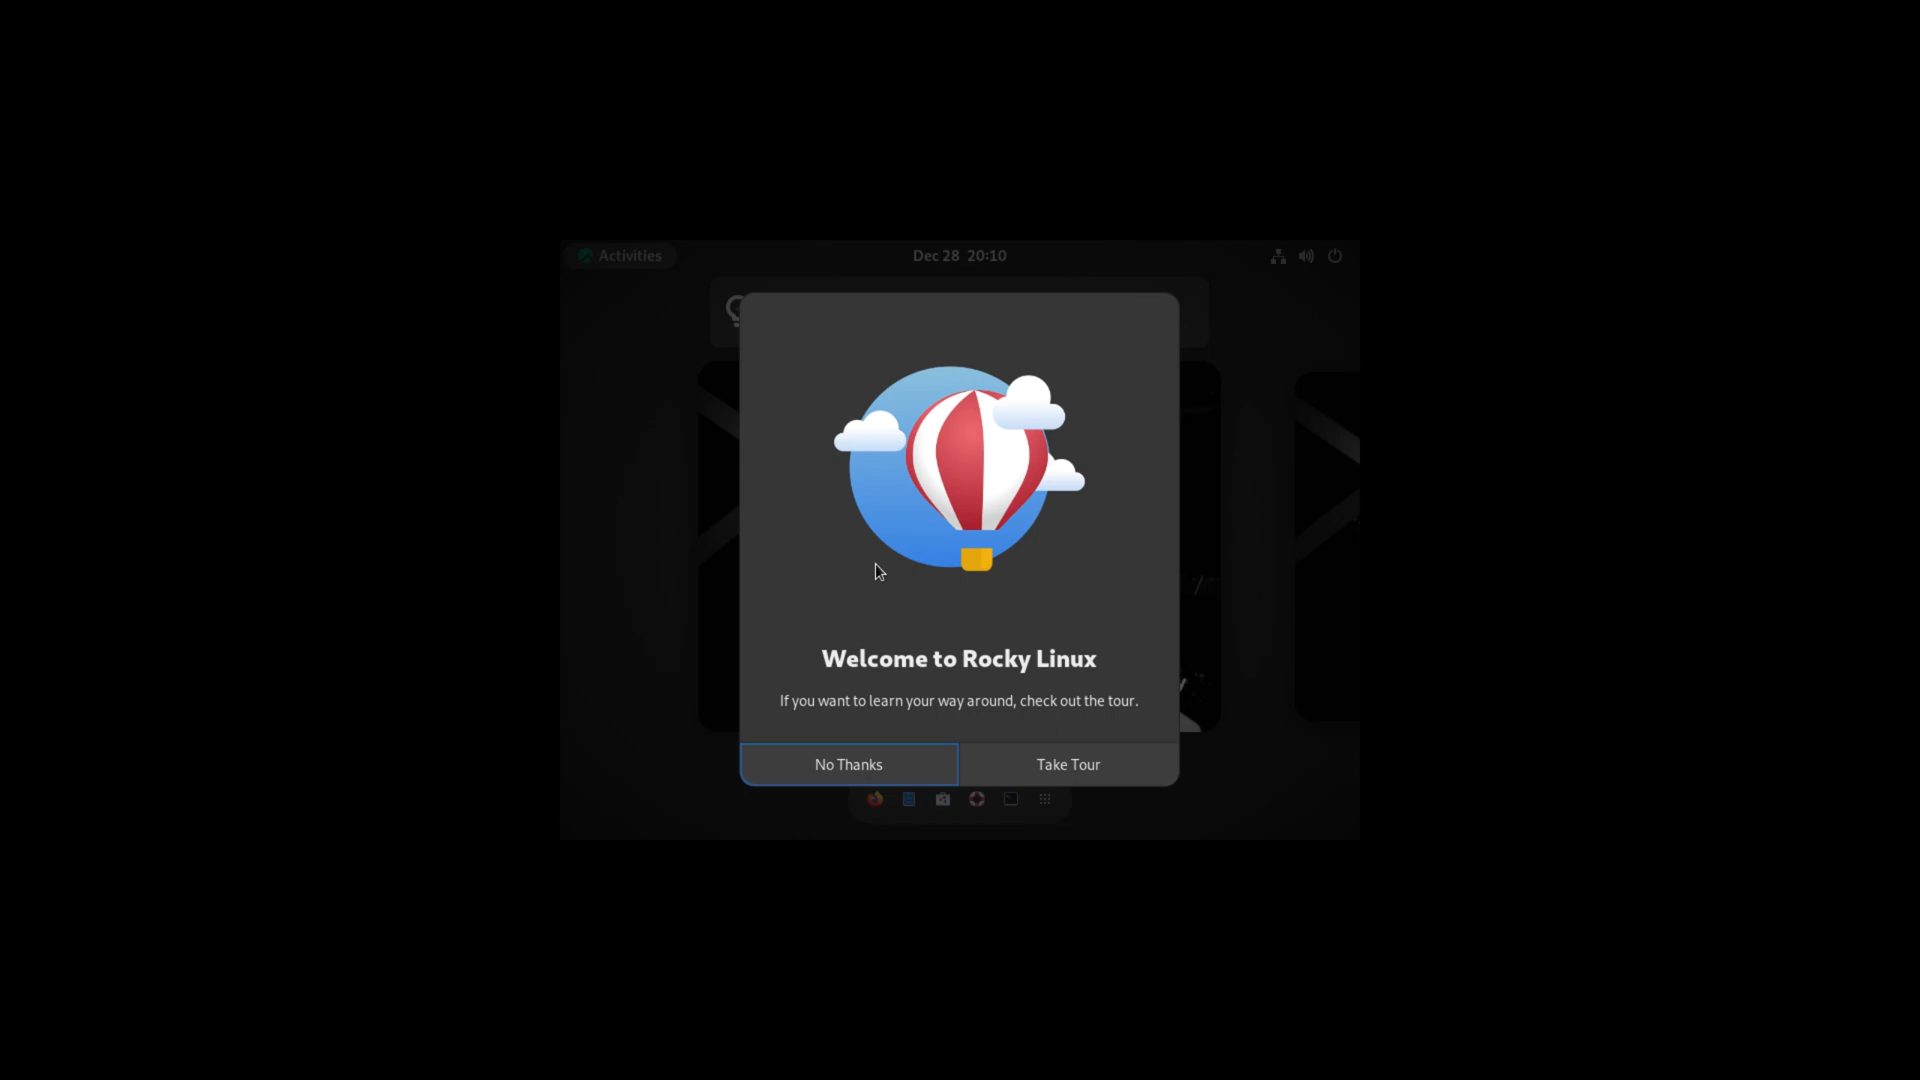 Activities
Dec 28 20:10
Welcome to Rocky Linux
If you want to learn your way around, check out the tour.
No Thanks
Take Tour